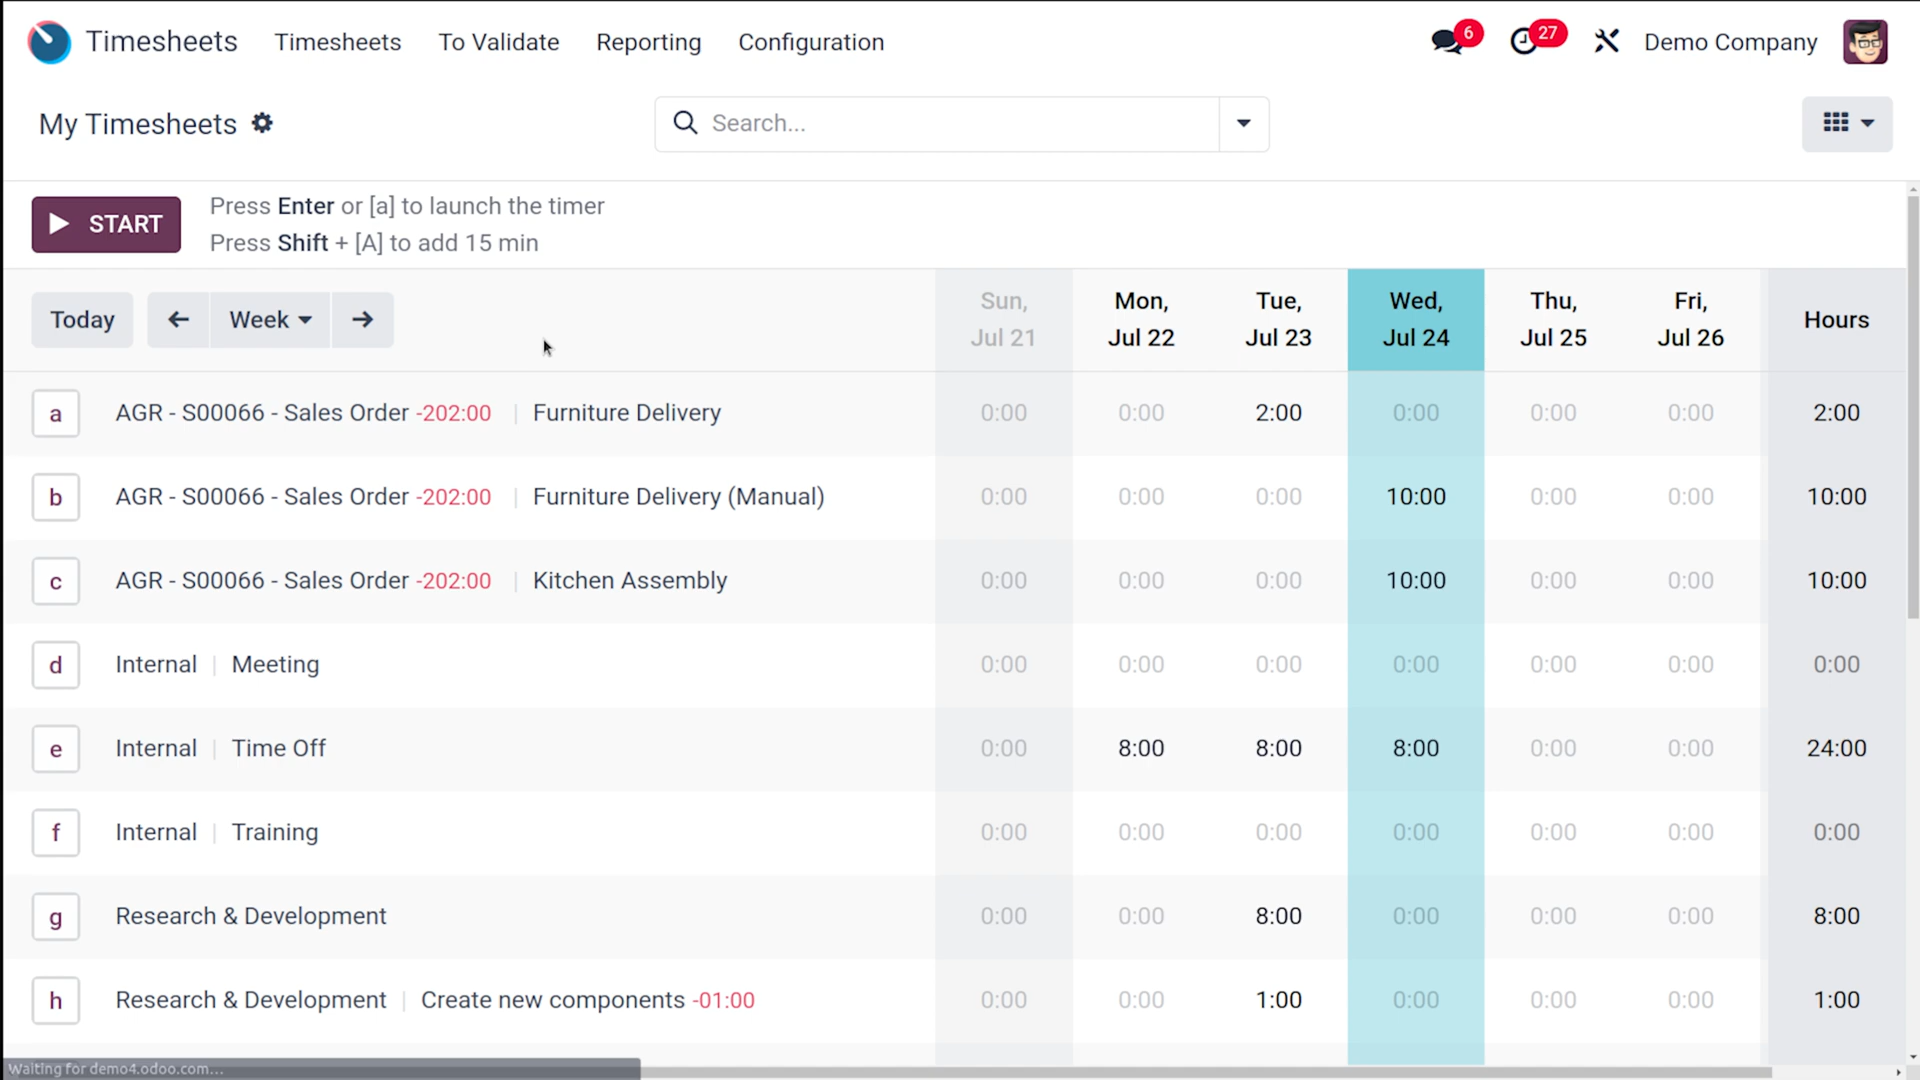 Timesheets Timesheets To Validate Reporting Configuration 6 27 Demo Company
My Timesheets Search...
START Press Enter or [a] to launch the timer
Press Shift + [A] to add 15 min
Today Week Sun, Jul 21 Mon, Jul 22 Tue, Jul 23 Wed, Jul 24 Thu, Jul 25 Fri, Jul 26 Hours
a AGR - S00066 - Sales Order -202:00 | Furniture Delivery 0:00 0:00 2:00 0:00 0:00 0:00 2:00
b AGR - S00066 - Sales Order -202:00 | Furniture Delivery (Manual) 0:00 0:00 0:00 10:00 0:00 0:00 10:00
c AGR - S00066 - Sales Order -202:00 | Kitchen Assembly 0:00 0:00 0:00 10:00 0:00 0:00 10:00
d Internal | Meeting 0:00 0:00 0:00 0:00 0:00 0:00 0:00
e Internal | Time Off 0:00 8:00 8:00 8:00 0:00 0:00 24:00
f Internal | Training 0:00 0:00 0:00 0:00 0:00 0:00 0:00
g Research & Development 0:00 0:00 8:00 0:00 0:00 0:00 8:00
h Research & Development | Create new components -01:00 0:00 0:00 1:00 0:00 0:00 0:00 1:00
Waiting for demo4.odoo.com...